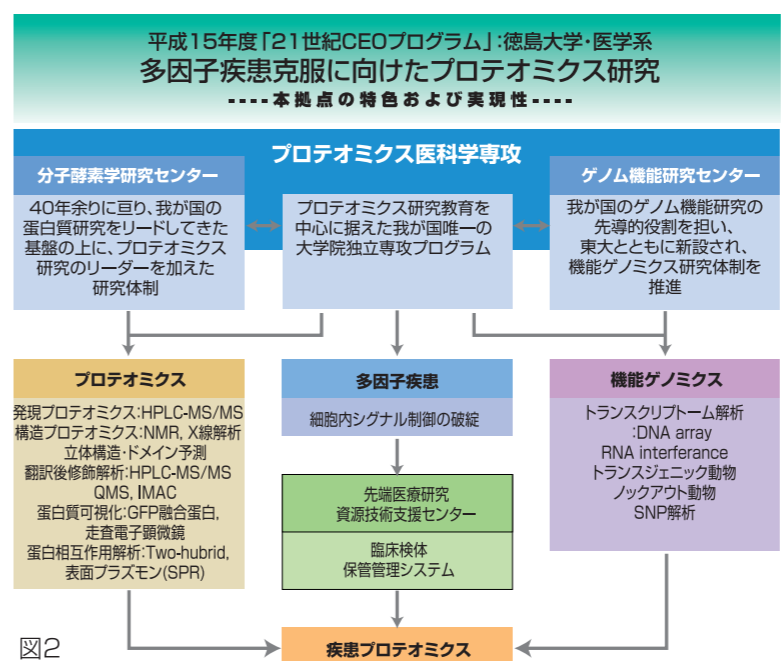 平成15年度「21世紀CEOプログラム」:徳島大学・医学系
多因子疾患克服に向けたプロテオミクス研究
----本拠点の特色および実現性----
プロテオミクス医科学専攻
分子酵素学研究センター
40年余りに亘り、我が国の
蛋白質研究をリードしてきた
基盤の上に、プロテオミクス
研究のリーダーを加えた
研究体制
プロテオミクス研究教育を
中心に据えた我が国唯一の
大学院独立専攻プログラム
ゲノム機能研究センター
我が国のゲノム機能研究の
先導的役割を担い、
東大とともに新設され、
機能ゲノミクス研究体制を
推進
プロテオミクス
発現プロテオミクス:HPLC-MS/MS
構造プロテオミクス:NMR, X線解析
立体構造・ドメイン予測
翻訳後修飾解析:HPLC-MS/MS
QMS, IMAC
蛋白質可視化:GFP融合蛋白,
走査電子顕微鏡
蛋白相互作用解析:Two-hubrid,
表面プラズモン(SPR)
多因子疾患
細胞内シグナル制御の破綻
先端医療研究
資源技術支援センター
臨床検体
保管管理システム
機能ゲノミクス
トランスクリプトーム解析
:DNA array
RNA interferance
トランスジェニック動物
ノックアウト動物
SNP解析
疾患プロテオミクス
図2